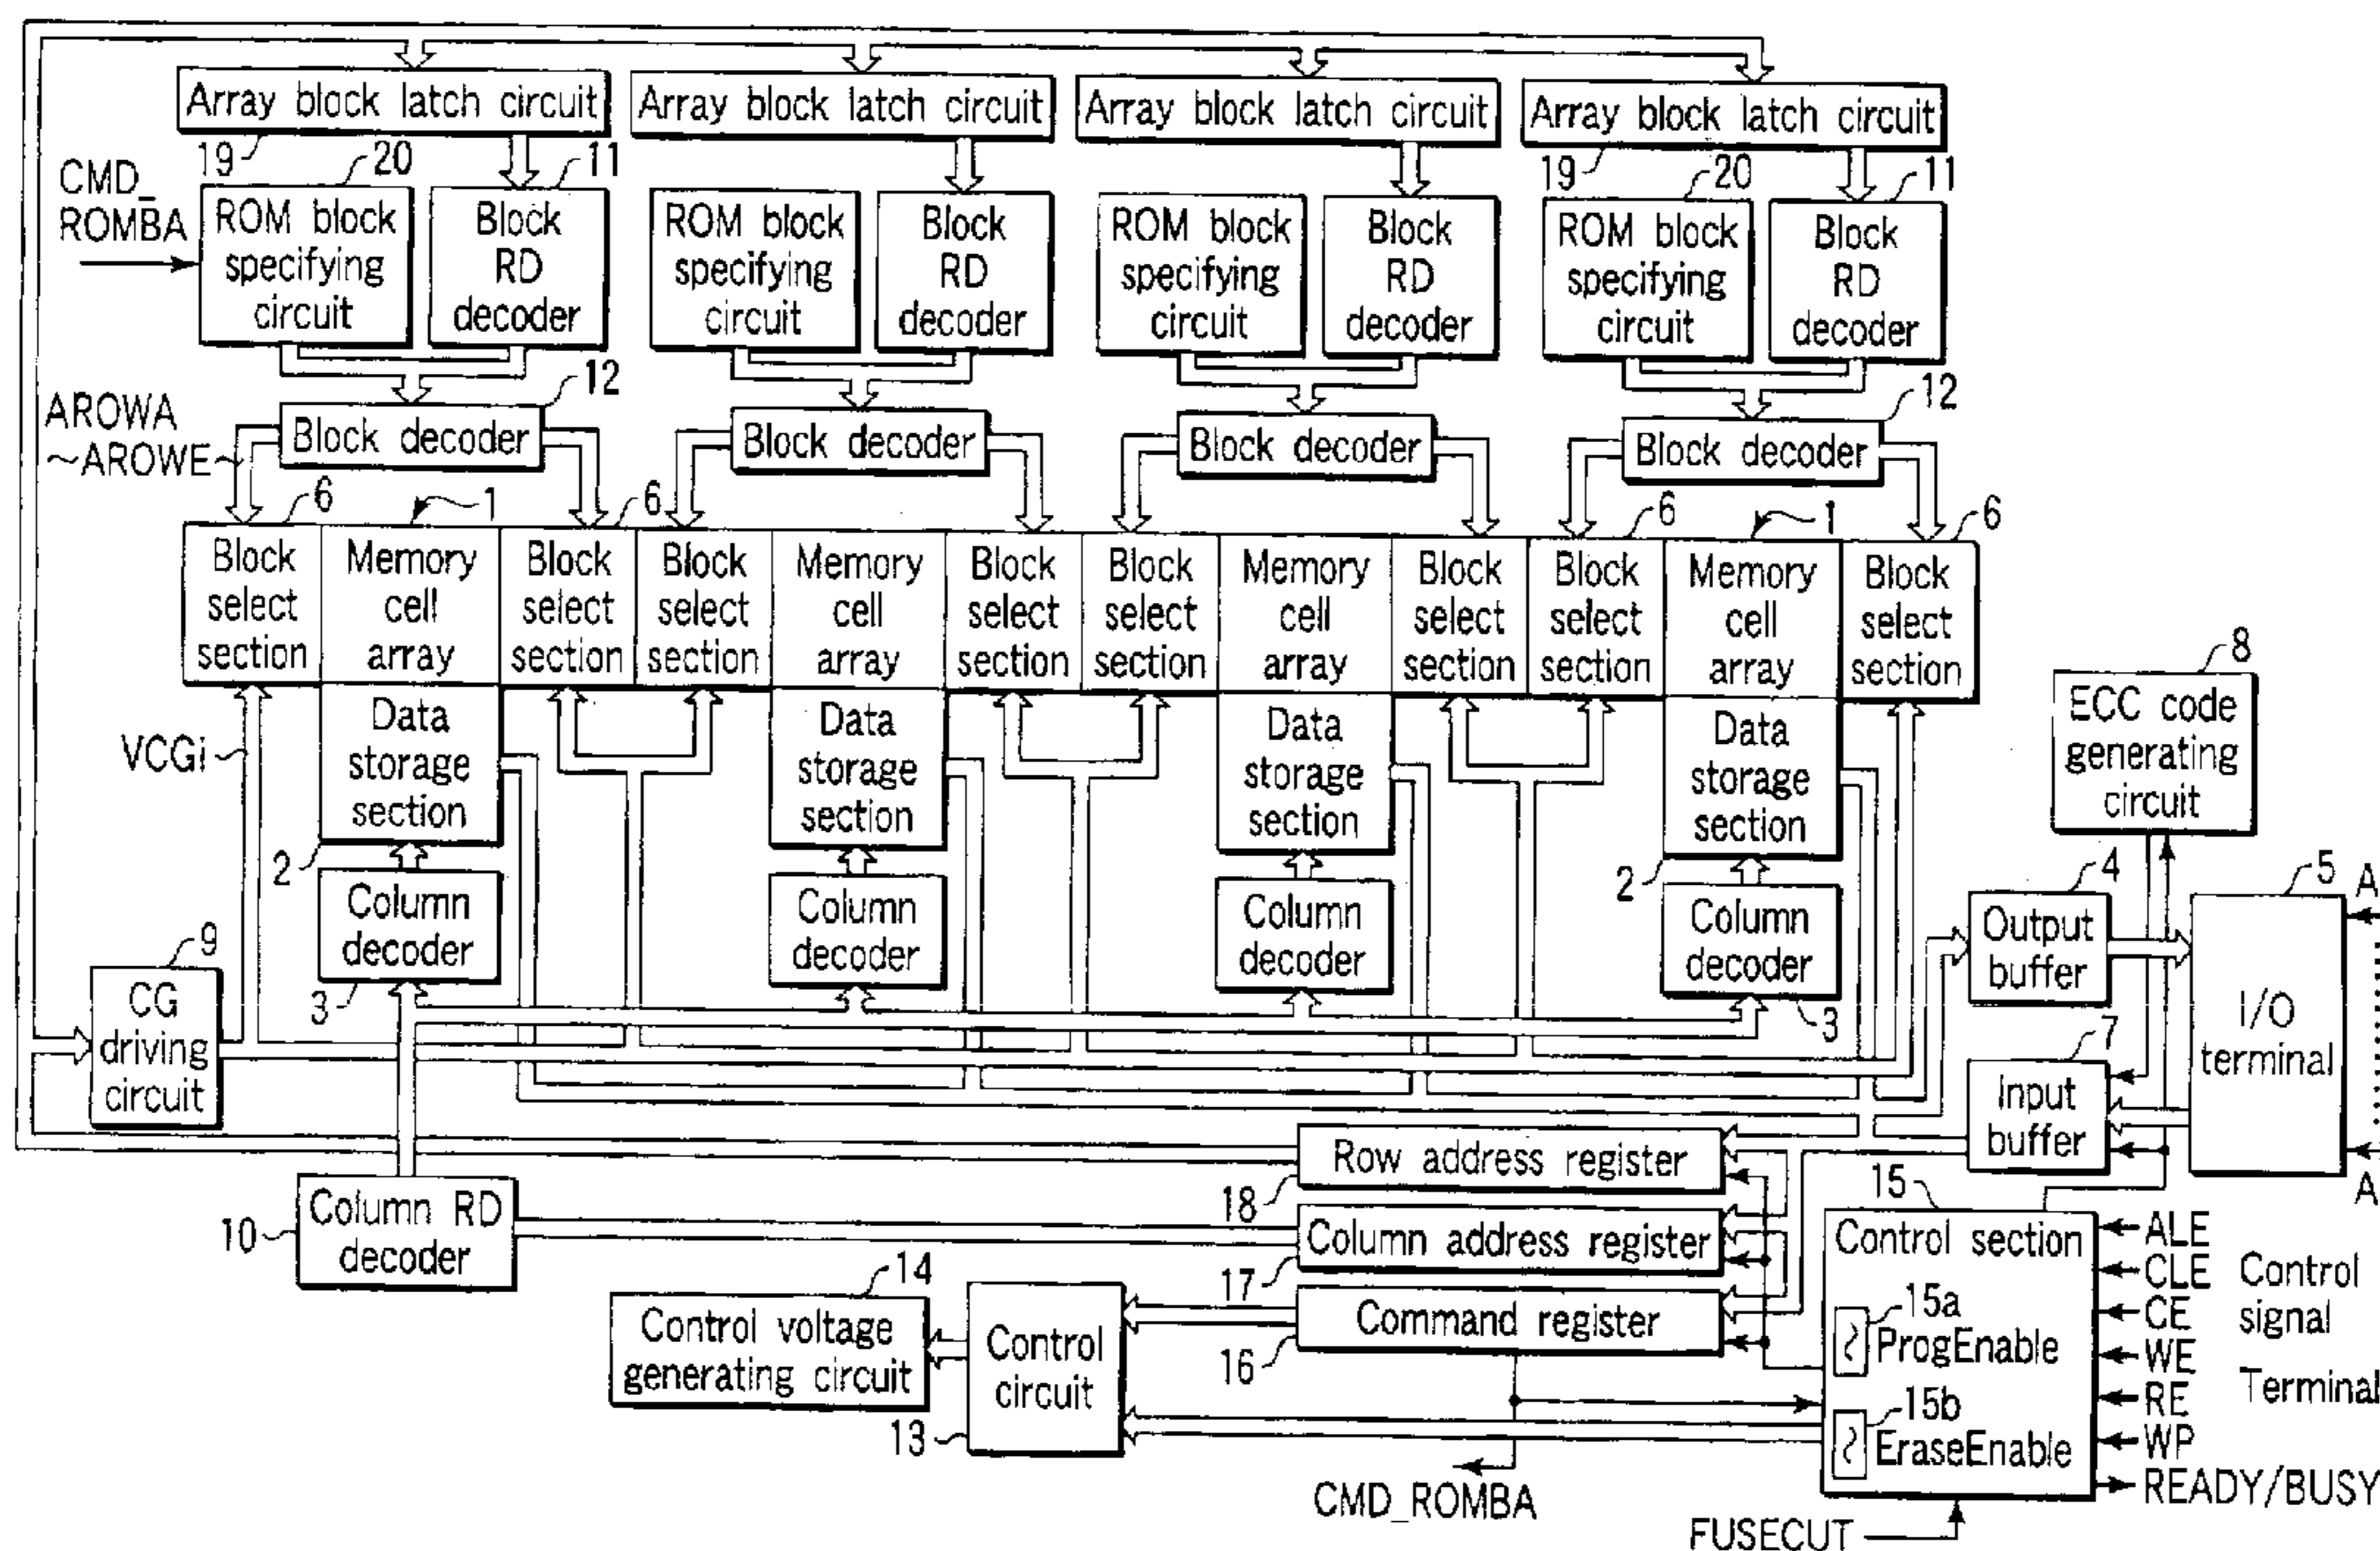 Array block latch circuit
Array block latch circuit
Array block latch circuit
Array block latch circuit
19
20
11
19
20
11
CMD_
ROMBA
ROM block
specifying
circuit
Block
RD
decoder
ROM block
specifying
circuit
Block
RD
decoder
ROM block
specifying
circuit
Block
RD
decoder
ROM block
specifying
circuit
Block
RD
decoder
12
12
AROWA
~AROWE
Block decoder
Block decoder
Block decoder
Block decoder
6
1
6
6
6
1
6
Block
select
section
Memory
cell
array
Block
select
section
Block
select
section
Memory
cell
array
Block
select
section
Block
select
section
Memory
cell
array
Block
select
section
Block
select
section
Memory
cell
array
Block
select
section
8
ECC code
generating
circuit
VCGi
Data
storage
section
Data
storage
section
Data
storage
section
Data
storage
section
2
2
4
5
A
Column
decoder
Column
decoder
Column
decoder
Column
decoder
Output
buffer
9
3
3
CG
driving
circuit
I/O
terminal
7
Input
buffer
Row address register
18
A
Column RD
decoder
10
Column address register
17
15
Control section
ALE
CLE
CE
WE
RE
WP
READY/BUSY
Control
signal
Terminal
14
Control voltage
generating circuit
Control
circuit
13
Command register
16
15a
ProgEnable
15b
EraseEnable
CMD_ROMBA
FUSECUT